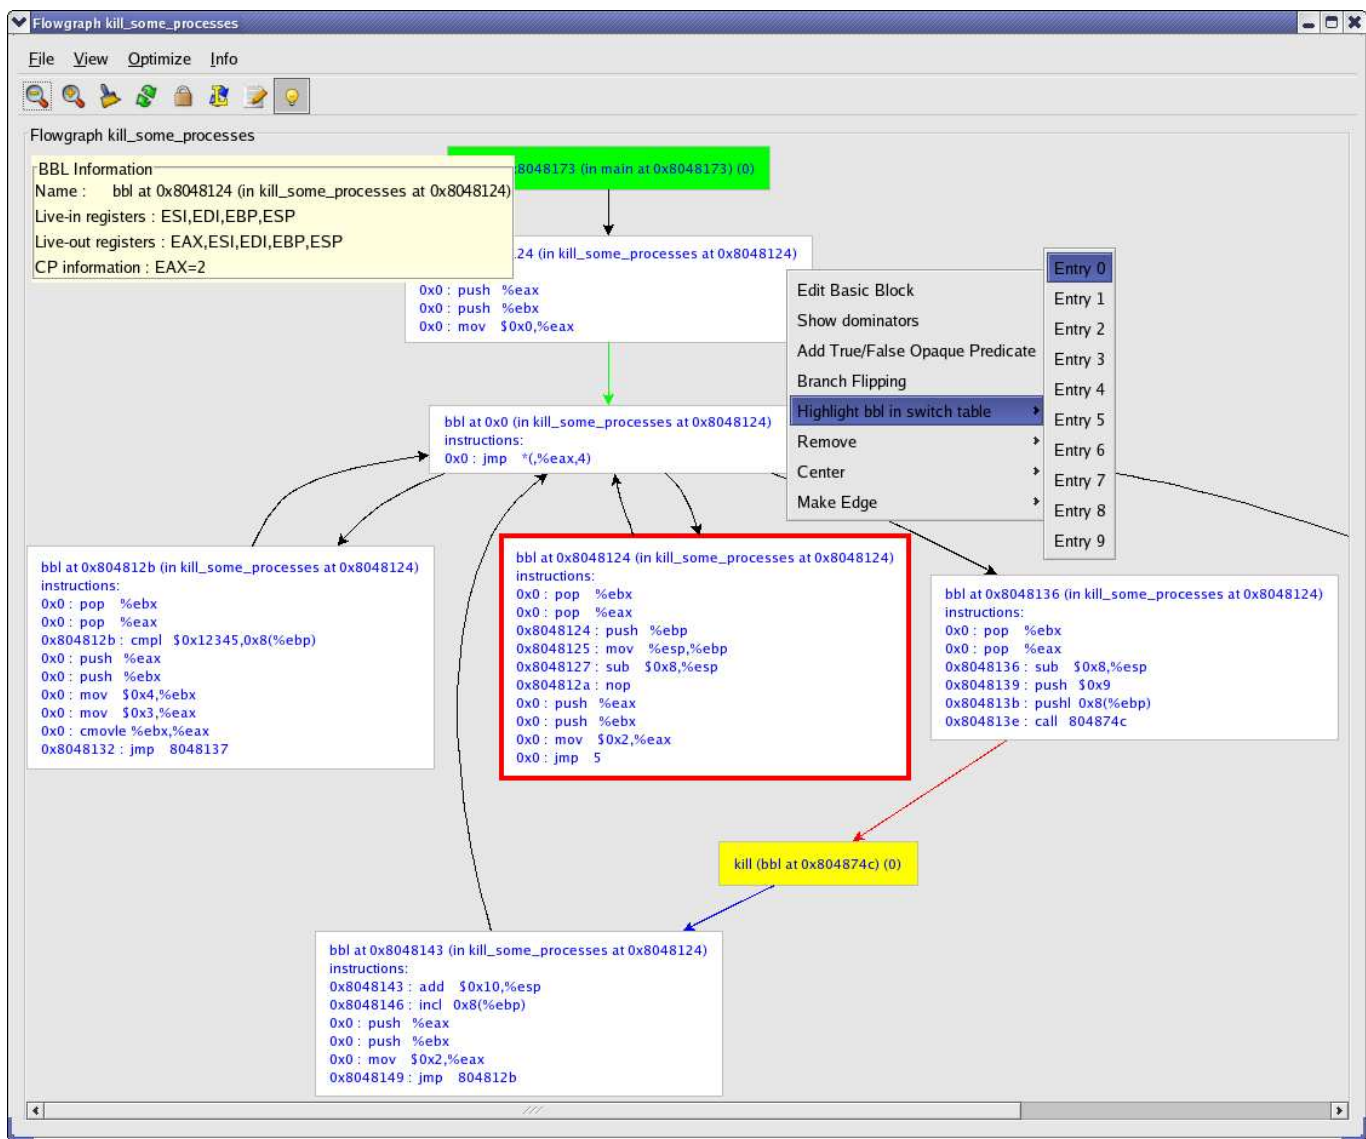 Flowgraph kill_some_processes
File View Optimize Info
Flowgraph kill_some_processes
BBL Information
Name : bbl at 0x8048124 (in kill_some_processes at 0x8048124)
Live-in registers : ESI,EDI,EBP,ESP
Live-out registers : EAX,ESI,EDI,EBP,ESP
CP information : EAX=2
8048173 (in main at 0x8048173) (0)
24 (in kill_some_processes at 0x8048124)
0x0 : push %eax
0x0 : push %ebx
0x0 : mov $0x0,%eax
Edit Basic Block
Show dominators
Add True/False Opaque Predicate
Branch Flipping
Highlight bbl in switch table
Remove
Center
Make Edge
Entry 0
Entry 1
Entry 2
Entry 3
Entry 4
Entry 5
Entry 6
Entry 7
Entry 8
Entry 9
bbl at 0x0 (in kill_some_processes at 0x8048124)
instructions:
0x0 : jmp *(,%eax,4)
bbl at 0x804812b (in kill_some_processes at 0x8048124)
instructions:
0x0 : pop %ebx
0x0 : pop %eax
0x804812b : cmpl $0x12345,0x8(%ebp)
0x0 : push %eax
0x0 : push %ebx
0x0 : mov $0x4,%ebx
0x0 : mov $0x3,%eax
0x0 : cmovle %ebx,%eax
0x8048132 : jmp 8048137
bbl at 0x8048124 (in kill_some_processes at 0x8048124)
instructions:
0x0 : pop %ebx
0x0 : pop %eax
0x8048124 : push %ebp
0x8048125 : mov %esp,%ebp
0x8048127 : sub $0x8,%esp
0x804812a : nop
0x0 : push %eax
0x0 : push %ebx
0x0 : mov $0x2,%eax
0x0 : jmp 5
bbl at 0x8048136 (in kill_some_processes at 0x8048124)
instructions:
0x0 : pop %ebx
0x0 : pop %eax
0x8048136 : sub $0x8,%esp
0x8048139 : push $0x9
0x804813b : pushl 0x8(%ebp)
0x804813e : call 804874c
kill (bbl at 0x804874c) (0)
bbl at 0x8048143 (in kill_some_processes at 0x8048124)
instructions:
0x8048143 : add $0x10,%esp
0x8048146 : incl 0x8(%ebp)
0x0 : push %eax
0x0 : push %ebx
0x0 : mov $0x2,%eax
0x8048149 : jmp 804812b